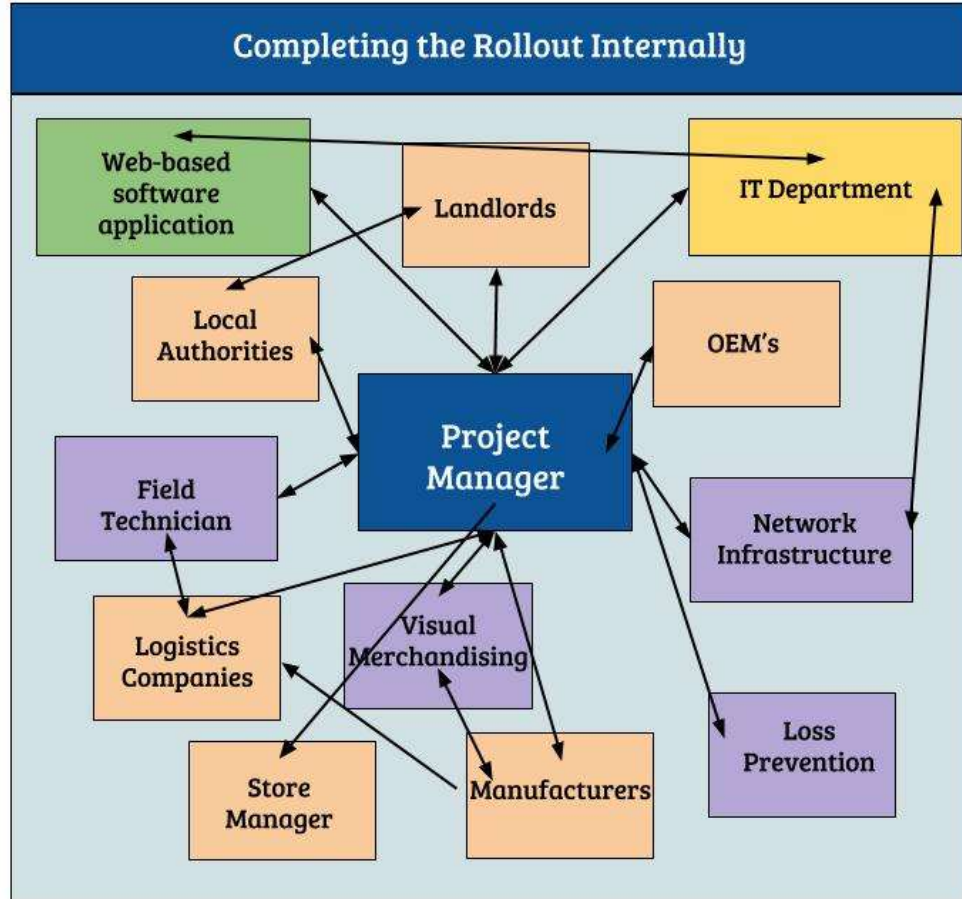 Completing the Rollout Internally
Web-based
software
application
Landlords
IT Department
Local
Authorities
OEM's
Project
Manager
Field
Technician
Network
Infrastructure
Logistics
Companies
Visual
Merchandising
Loss
Prevention
Store
Manager
Manufacturers